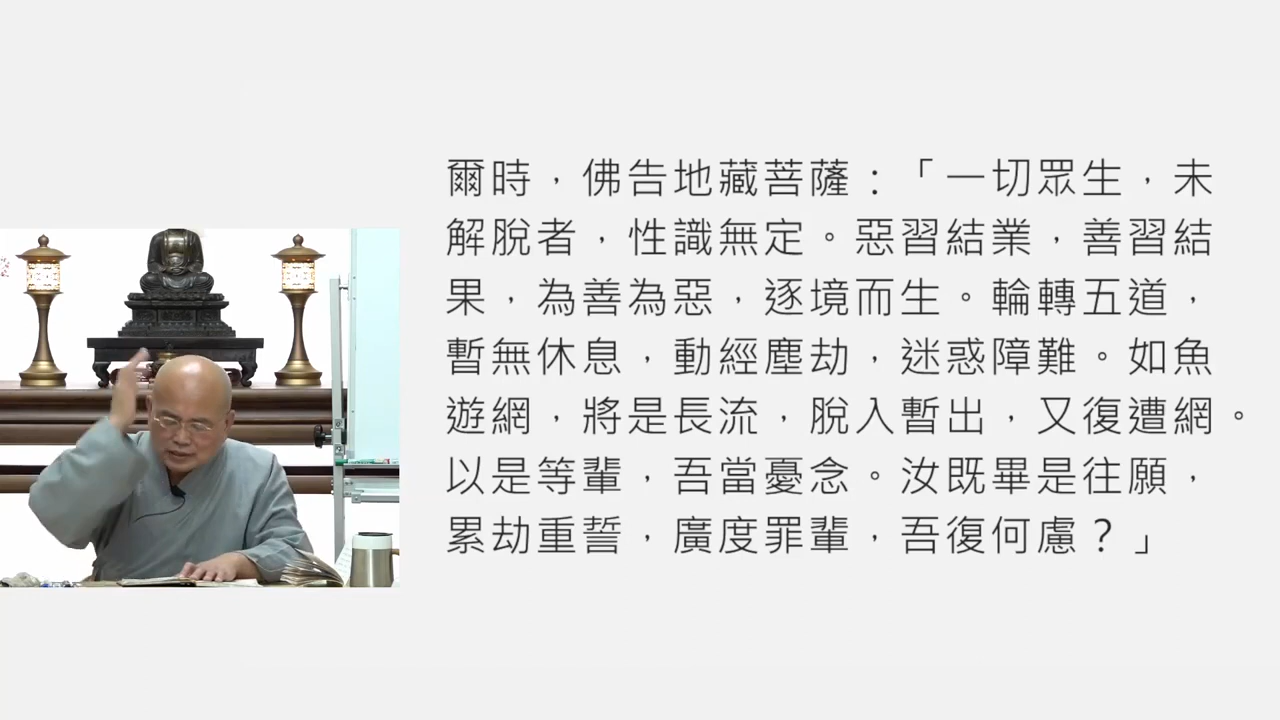 爾時，佛告地藏菩薩：「一切眾生，未
解脫者，性識無定。惡習結業，善習結
果，為善為惡，逐境而生。輪轉五道，
暫無休息，動經塵劫，迷惑障難。如魚
遊網，將是長流，脫入暫出，又復遭網。
以是等輩，吾當憂念。汝既畢是往願，
累劫重誓，廣度罪輩，吾復何慮？」